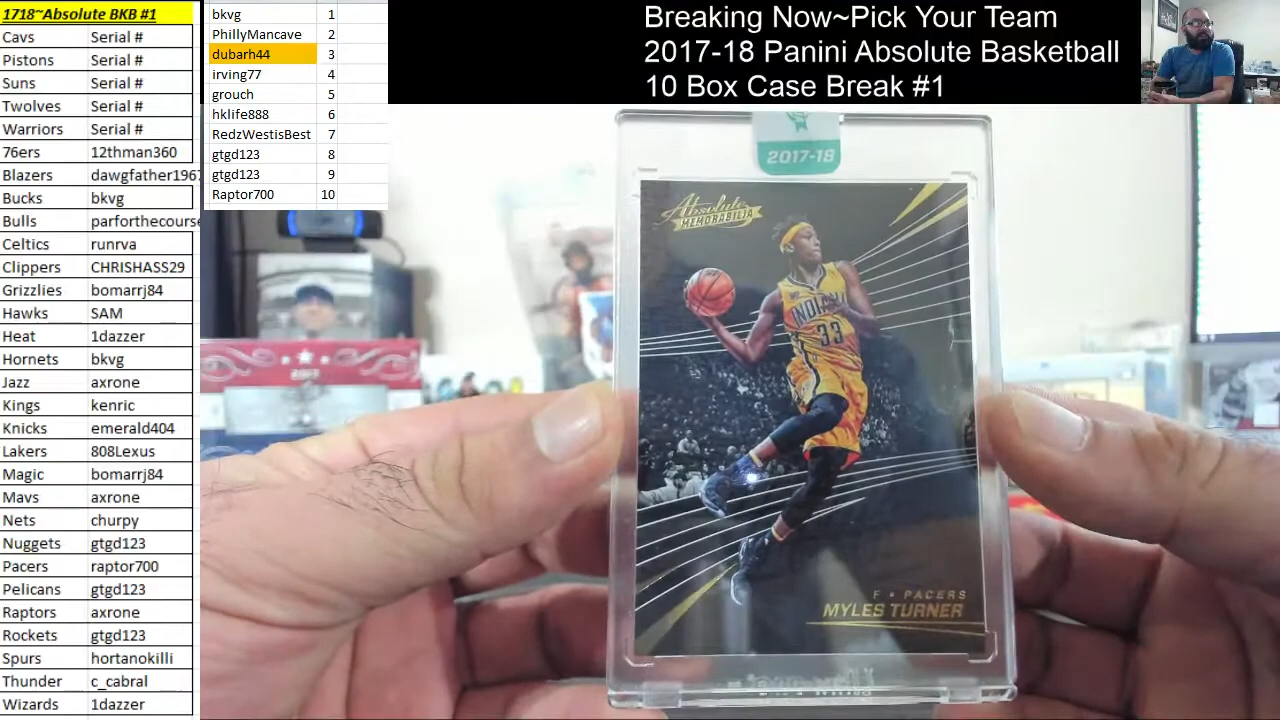 1718~Absolute BKB #1
Cavs Serial #
Pistons Serial #
Suns Serial #
Twolves Serial #
Warriors Serial #
76ers 12thman360
Blazers dawgfather1967
Bucks bkvg
Bulls parforthecourse
Celtics runrva
Clippers CHRISHASS29
Grizzlies bomarrj84
Hawks SAM
Heat 1dazzer
Hornets bkvg
Jazz axrone
Kings kenric
Knicks emerald404
Lakers 808Lexus
Magic bomarrj84
Mavs axrone
Nets churpy
Nuggets gtgd123
Pacers raptor700
Pelicans gtgd123
Raptors axrone
Rockets gtgd123
Spurs hortanokilli
Thunder c_cabral
Wizards 1dazzer
bkvg 1
PhillyMancave 2
dubarh44 3
irving77 4
grouch 5
hklife888 6
RedzWestisBest 7
gtgd123 8
gtgd123 9
Raptor700 10
Breaking Now~Pick Your Team
2017-18 Panini Absolute Basketball
10 Box Case Break #1
2017-18
Absolute
MEMORABILIA
INDIANA
33
F • PACERS
MYLES TURNER
2017